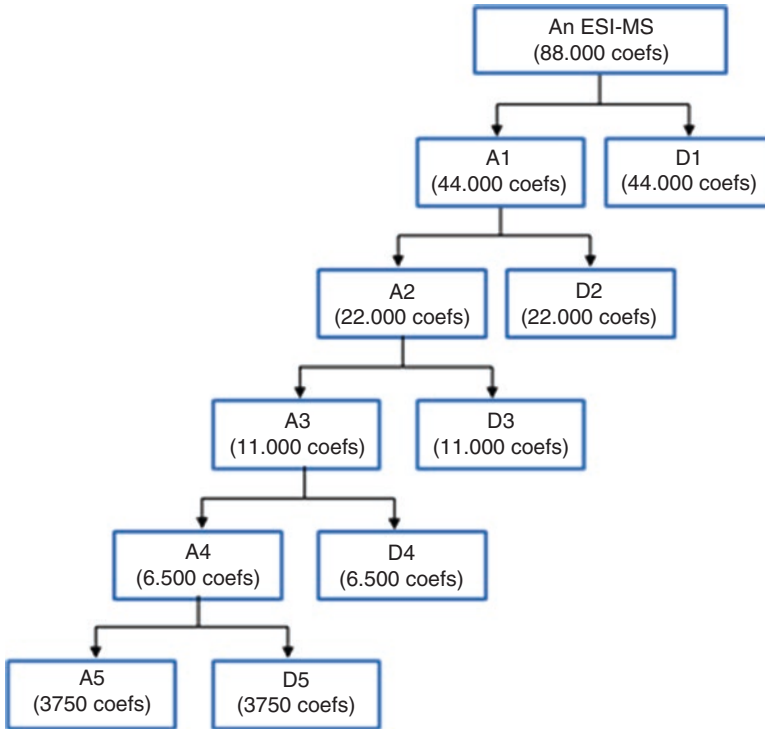 An ESI-MS
(88.000 coefs)
A1
(44.000 coefs)
D1
(44.000 coefs)
A2
(22.000 coefs)
D2
(22.000 coefs)
A3
(11.000 coefs)
D3
(11.000 coefs)
A4
(6.500 coefs)
D4
(6.500 coefs)
A5
(3750 coefs)
D5
(3750 coefs)